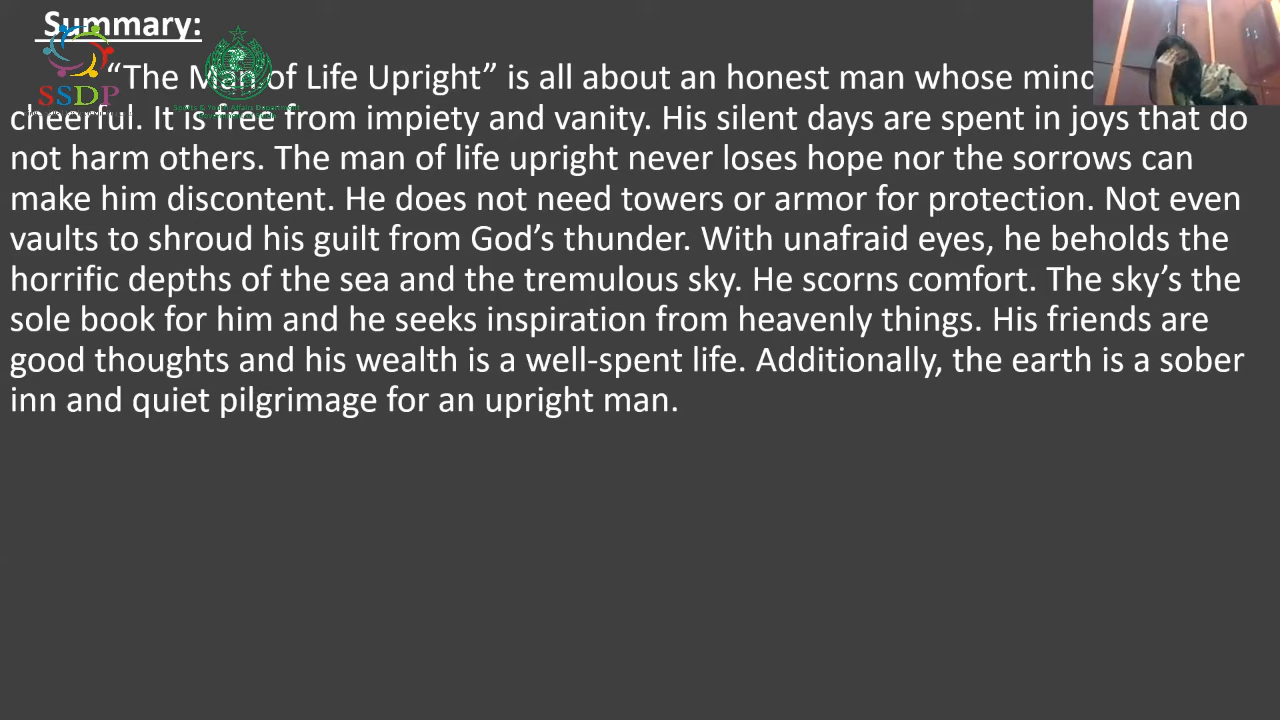 Summary:
“The Man of Life Upright” is all about an honest man whose mind
cheerful. It is free from impiety and vanity. His silent days are spent in joys that do
not harm others. The man of life upright never loses hope nor the sorrows can
make him discontent. He does not need towers or armor for protection. Not even
vaults to shroud his guilt from God’s thunder. With unafraid eyes, he beholds the
horrific depths of the sea and the tremulous sky. He scorns comfort. The sky’s the
sole book for him and he seeks inspiration from heavenly things. His friends are
good thoughts and his wealth is a well-spent life. Additionally, the earth is a sober
inn and quiet pilgrimage for an upright man.
SSDP
Sports & Youth Affairs Department